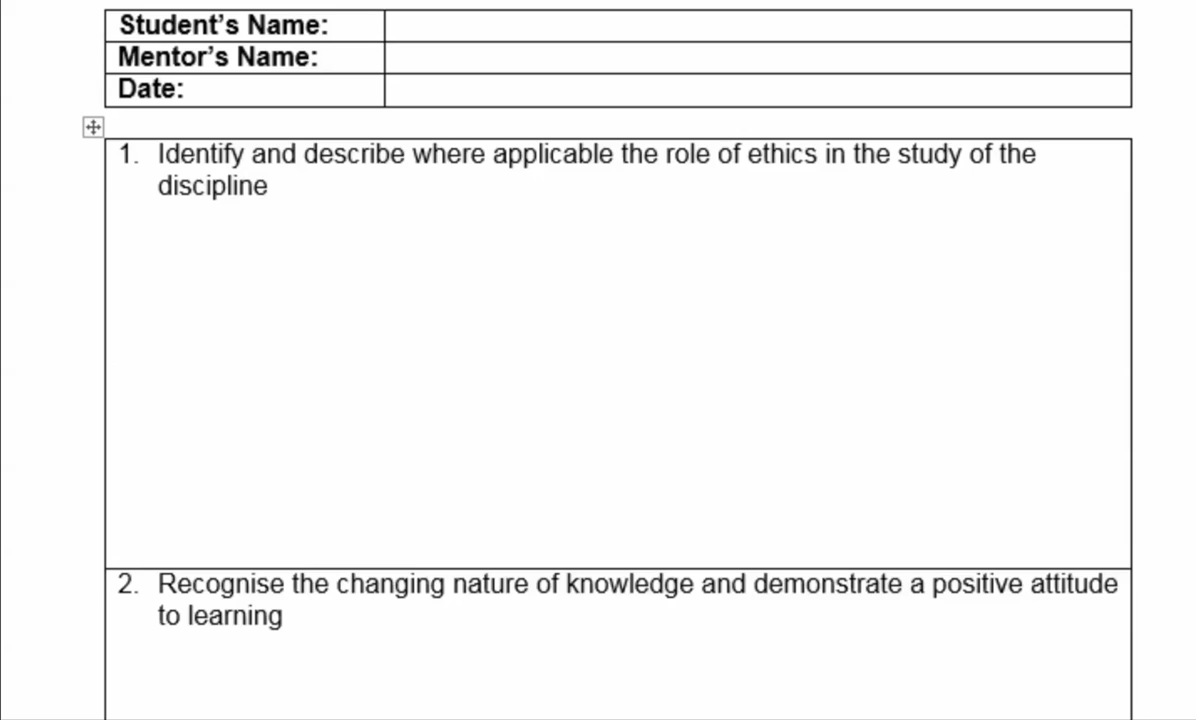 Student’s Name:
Mentor’s Name:
Date:
1. Identify and describe where applicable the role of ethics in the study of the
discipline
2. Recognise the changing nature of knowledge and demonstrate a positive attitude
to learning